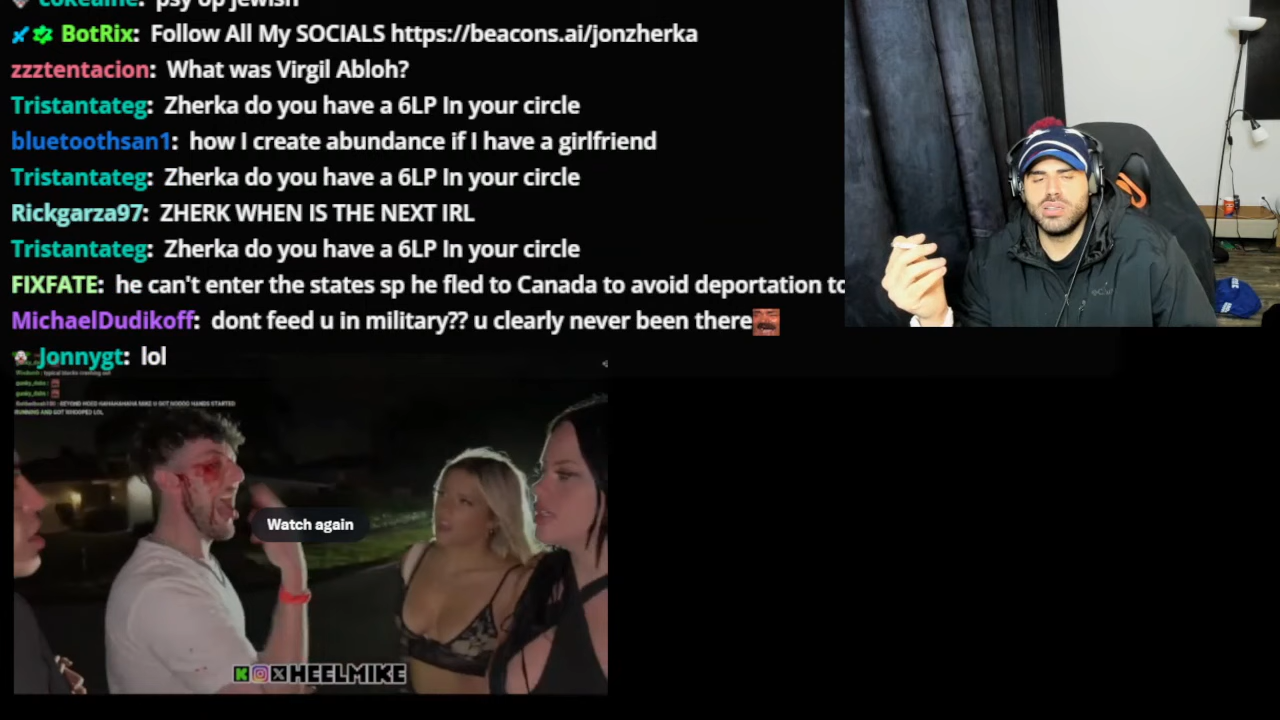 cokeaine: psy op jewish
BotRix: Follow All My SOCIALS https://beacons.ai/jonzherka
zzztentacion: What was Virgil Abloh?
Tristantateg: Zherka do you have a 6LP In your circle
bluetoothsan1: how I create abundance if I have a girlfriend
Tristantateg: Zherka do you have a 6LP In your circle
Rickgarza97: ZHERK WHEN IS THE NEXT IRL
Tristantateg: Zherka do you have a 6LP In your circle
FIXFATE: he can't enter the states sp he fled to Canada to avoid deportation to
MichaelDudikoff: dont feed u in military?? u clearly never been there
Jonnygt: lol
Watch again
K X HEELMIKE